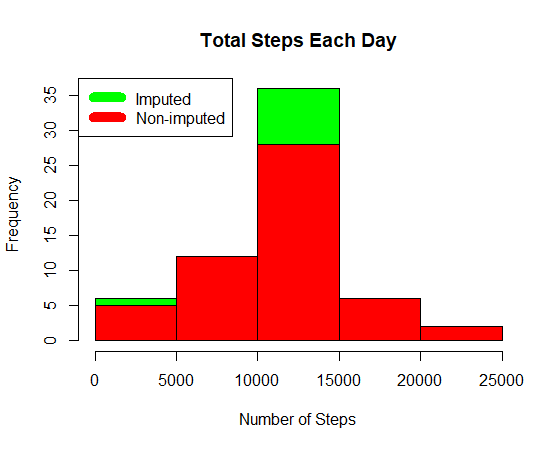 Total Steps Each Day
Imputed
Non-imputed
Frequency
35
30
25
20
15
10
5
0
0 5000 10000 15000 20000 25000
Number of Steps